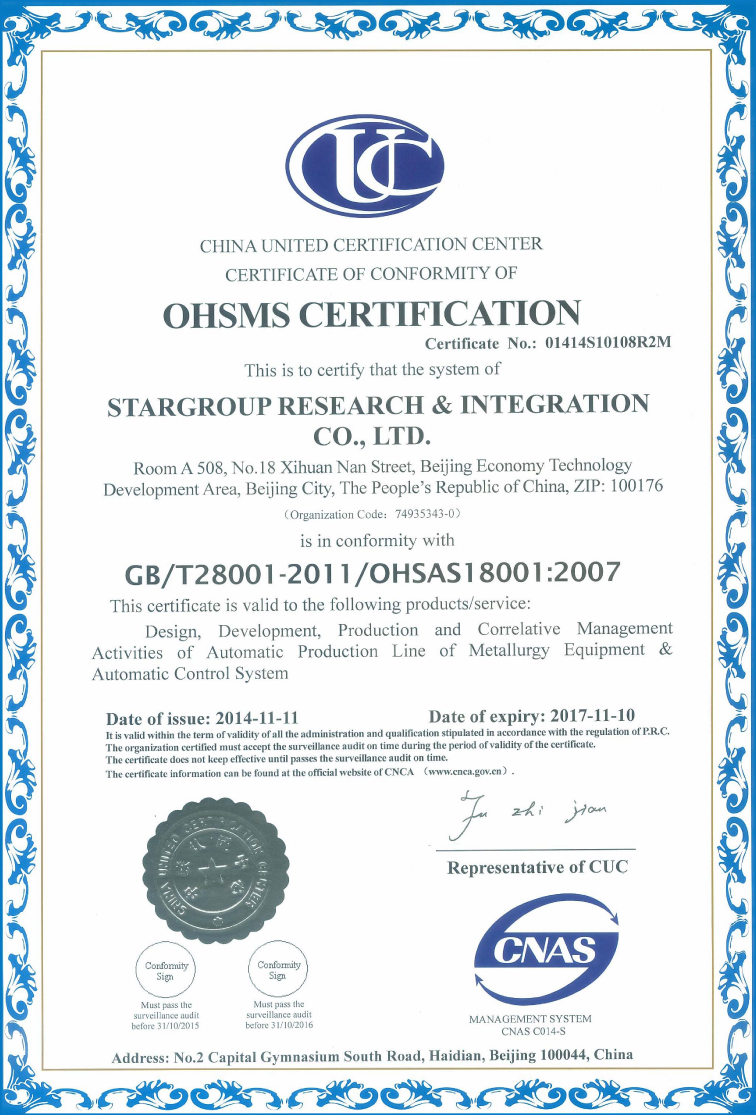 CUC
CHINA UNITED CERTIFICATION CENTER
CERTIFICATE OF CONFORMITY OF
OHSMS CERTIFICATION
Certificate No.: 01414S10108R2M
This is to certify that the system of
STARGROUP RESEARCH & INTEGRATION
CO., LTD.
Room A 508, No.18 Xihuan Nan Street, Beijing Economy Technology
Development Area, Beijing City, The People's Republic of China, ZIP: 100176
(Organization Code: 74935343-0)
is in conformity with
GB/T28001-2011/OHSAS18001:2007
This certificate is valid to the following products/service:
Design, Development, Production and Correlative Management
Activities of Automatic Production Line of Metallurgy Equipment &
Automatic Control System
Date of issue: 2014-11-11 Date of expiry: 2017-11-10
It is valid within the term of validity of all the administration and qualification stipulated in accordance with the regulation of P.R.C.
The organization certified must accept the surveillance audit on time during the period of validity of the certificate.
The certificate does not keep effective until passes the surveillance audit on time.
The certificate information can be found at the official website of CNCA (www.cnca.gov.cn).
zhi jian
Representative of CUC
CHINA UNITED CERTIFICATION CENTER
CNAS
MANAGEMENT SYSTEM
CNAS C014-S
Conformity
Sign
Must pass the
surveillance audit
before 31/10/2015
Conformity
Sign
Must pass the
surveillance audit
before 31/10/2016
Address: No.2 Capital Gymnasium South Road, Haidian, Beijing 100044, China